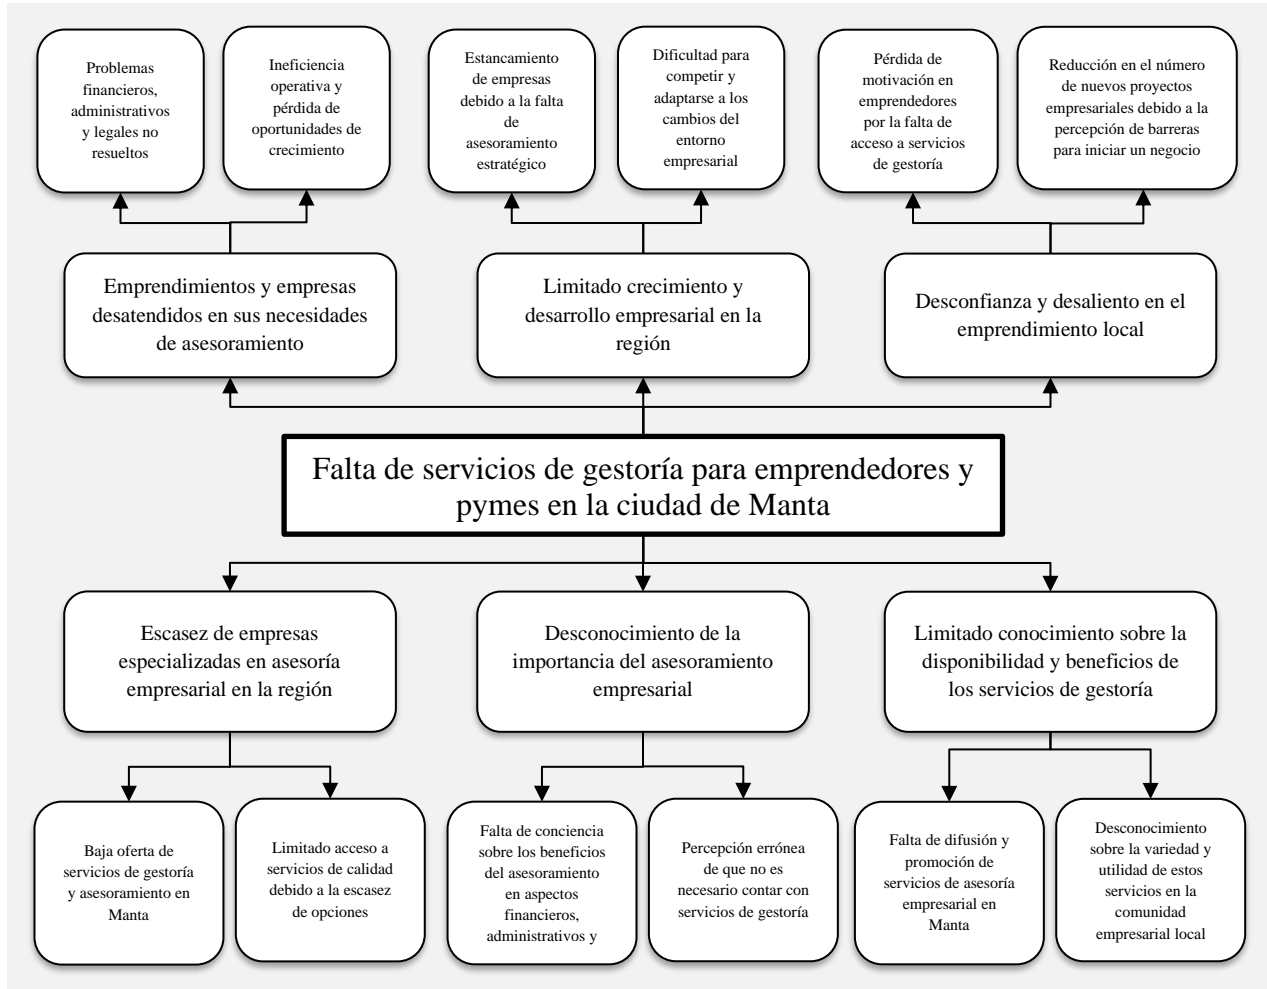 Problemas
financieros,
administrativos
y legales no
resueltos
Ineficiencia
operativa y
pérdida de
oportunidades de
crecimiento
Estancamiento
de empresas
debido a la falta
de
asesoramiento
estratégico
Dificultad para
competir y
adaptarse a los
cambios del
entorno
empresarial
Pérdida de
motivación en
emprendedores
por la falta de
acceso a servicios
de gestoría
Reducción en el número
de nuevos proyectos
empresariales debido a la
percepción de barreras
para iniciar un negocio
Emprendimientos y empresas
desatendidos en sus necesidades
de asesoramiento
Limitado crecimiento y
desarrollo empresarial en la
región
Desconfianza y desaliento en el
emprendimiento local
Falta de servicios de gestoría para emprendedores y
pymes en la ciudad de Manta
Escasez de empresas
especializadas en asesoría
empresarial en la región
Desconocimiento de la
importancia del asesoramiento
empresarial
Limitado conocimiento sobre la
disponibilidad y beneficios de
los servicios de gestoría
Baja oferta de
servicios de gestoría
y asesoramiento en
Manta
Limitado acceso a
servicios de calidad
debido a la escasez
de opciones
Falta de conciencia
sobre los beneficios
del asesoramiento
en aspectos
financieros,
administrativos y
Percepción errónea
de que no es
necesario contar con
servicios de gestoría
Falta de difusión y
promoción de
servicios de asesoría
empresarial en
Manta
Desconocimiento
sobre la variedad y
utilidad de estos
servicios en la
comunidad
empresarial local